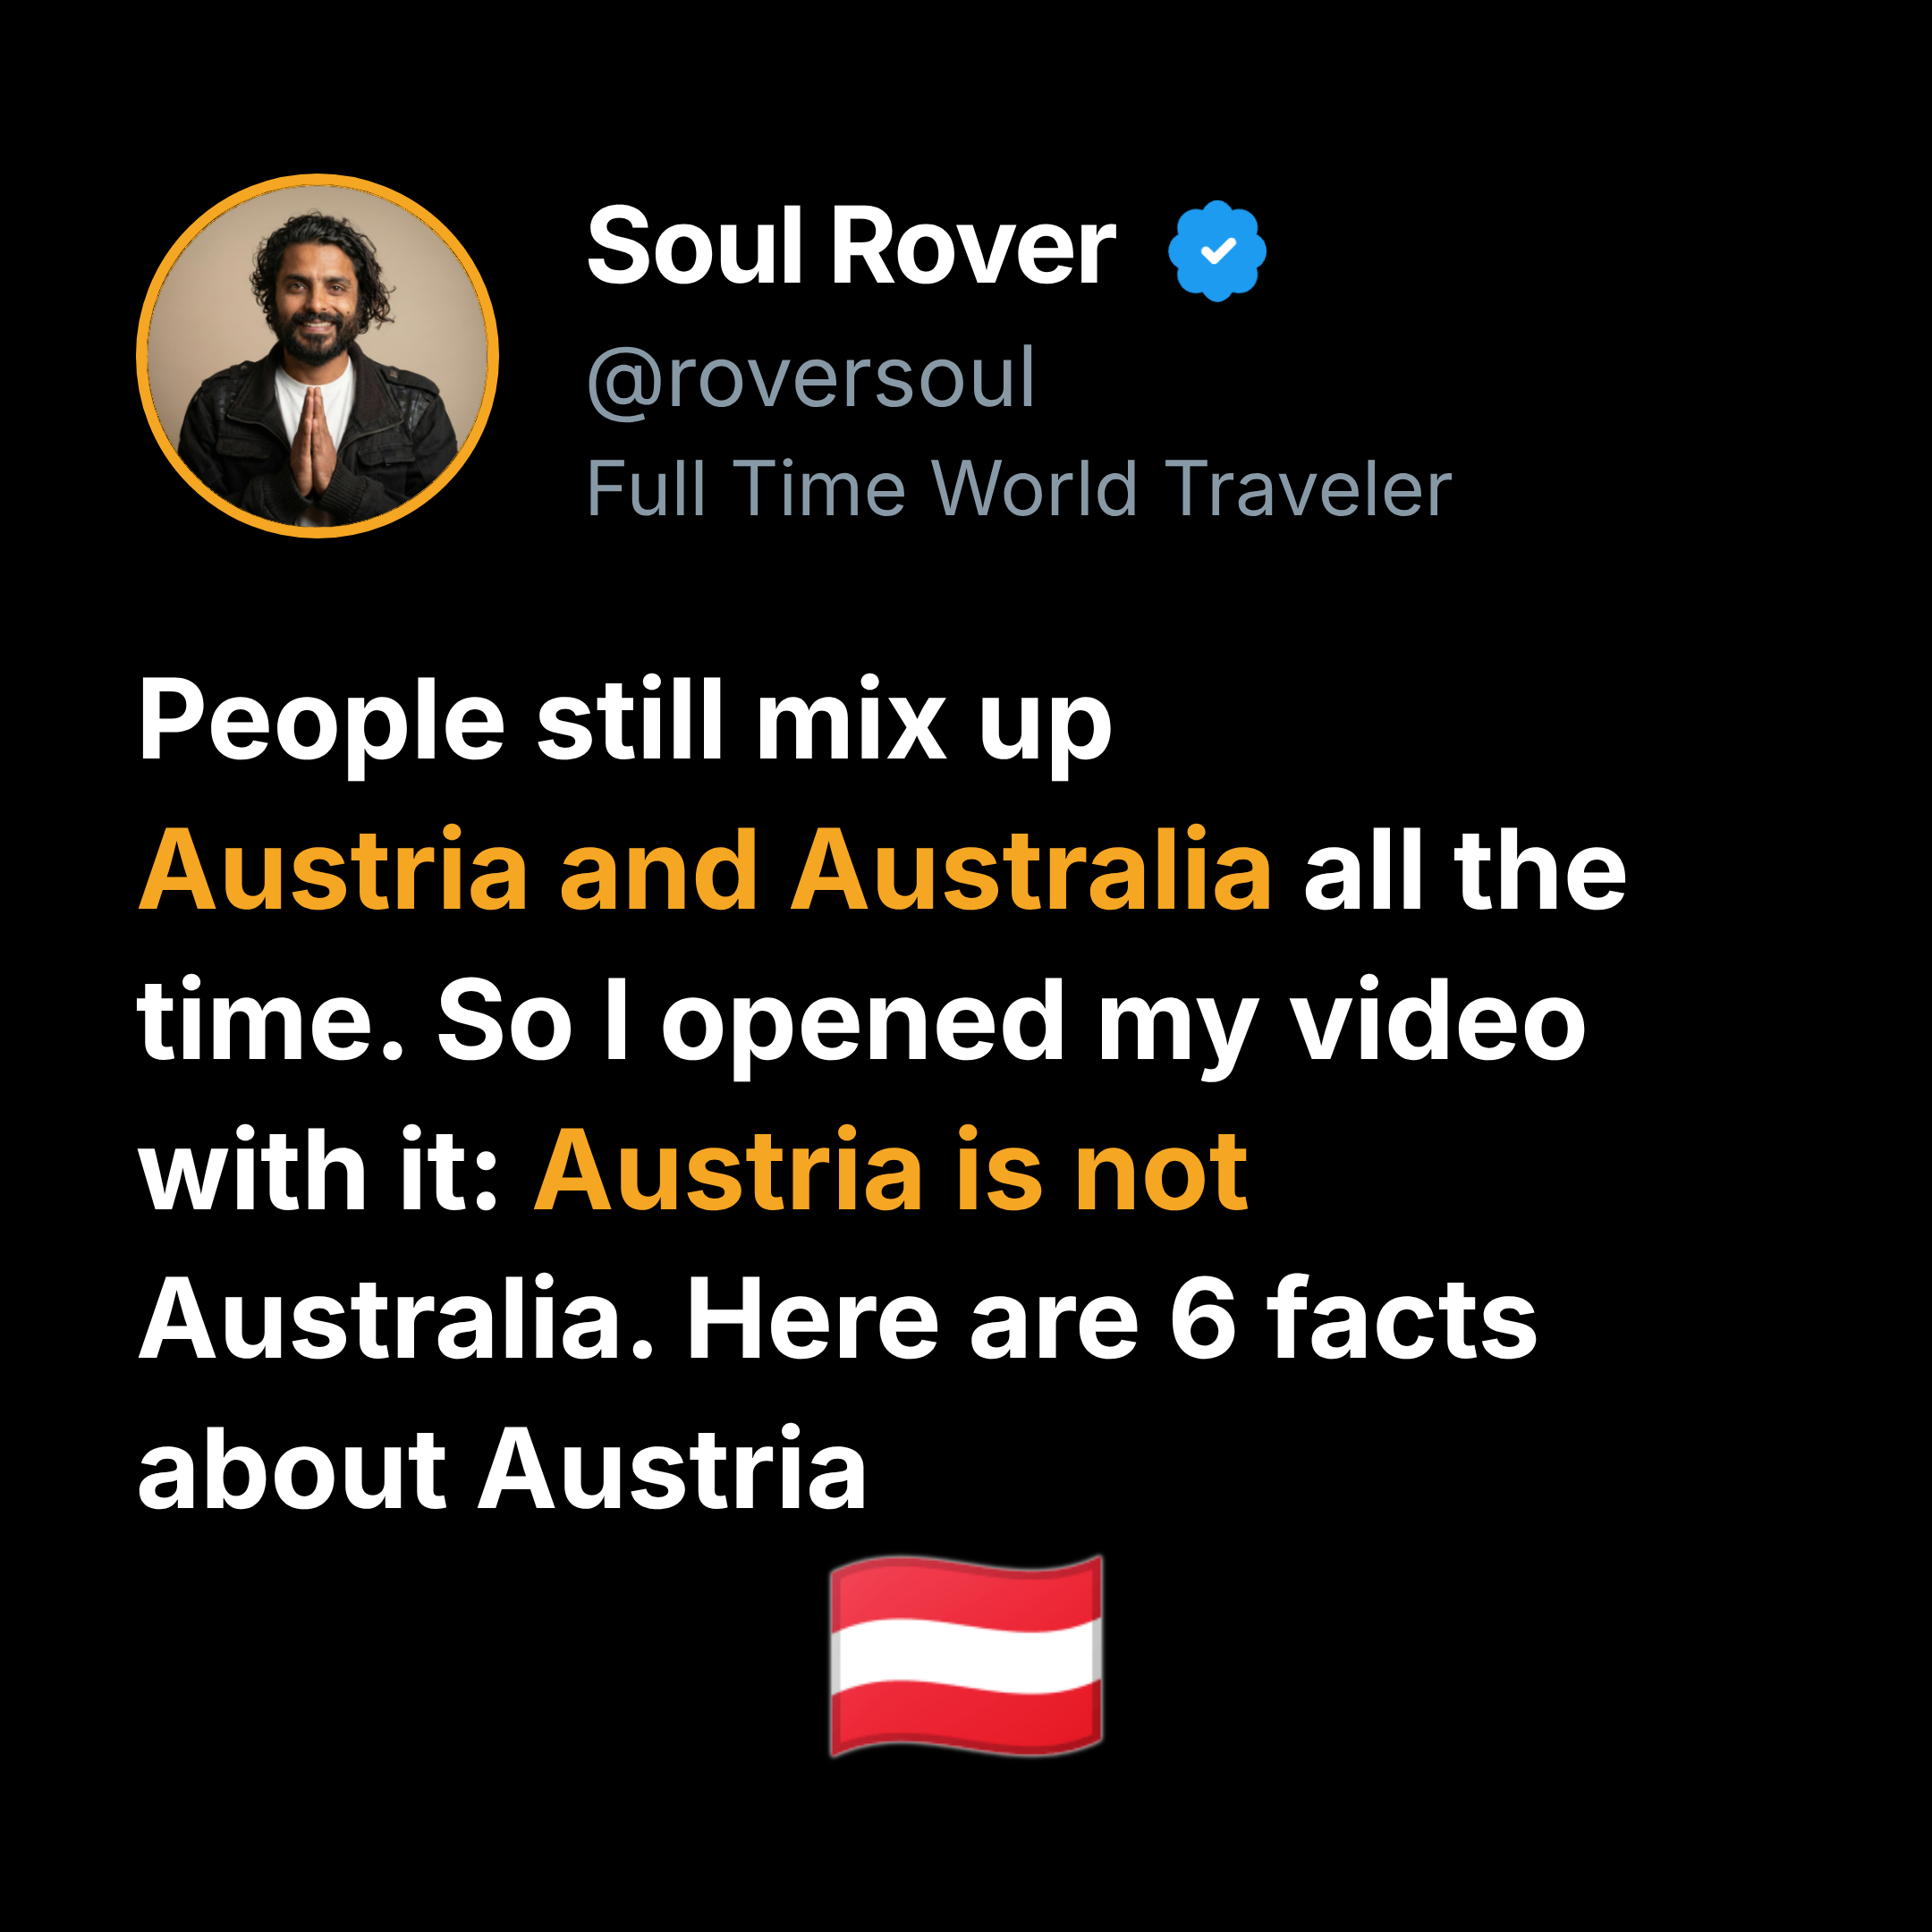 Soul Rover
@roversoul
Full Time World Traveler
People still mix up
Austria and Australia all the
time. So I opened my video
with it: Austria is not
Australia. Here are 6 facts
about Austria